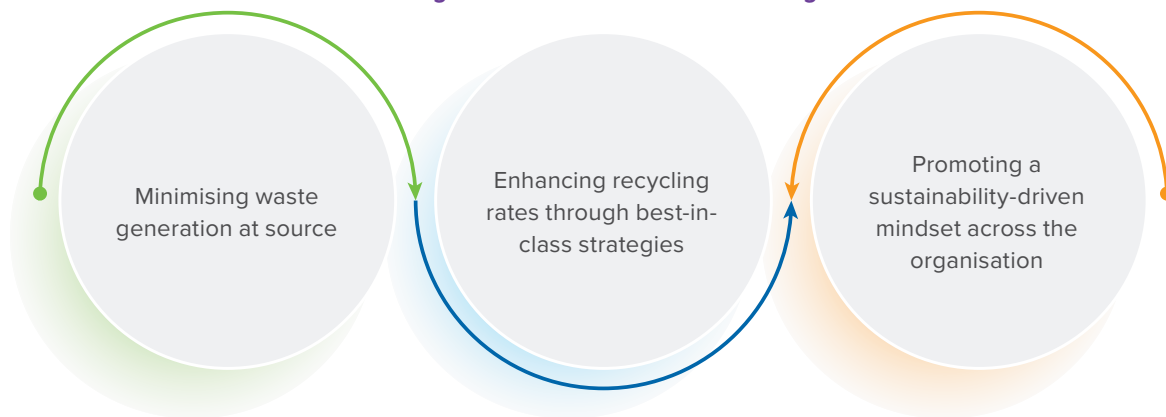 Minimising waste
generation at source
Enhancing recycling
rates through best-in-
class strategies
Promoting a
sustainability-driven
mindset across the
organisation